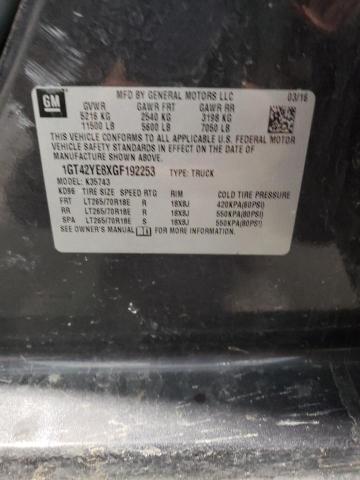 GM
MFD BY GENERAL MOTORS LLC 03/16
GVWR GAWR FRT GAWR RR
5216 KG 2540 KG 3198 KG
11500 LB 5600 LB 7050 LB
THIS VEHICLE CONFORMS TO ALL APPLICABLE U.S. FEDERAL MOTOR
VEHICLE SAFETY STANDARDS IN EFFECT ON THE DATE OF
MANUFACTURE SHOWN ABOVE.
1GT42YE8XGF192253 TYPE: TRUCK
MODEL: K35743
TIRE SIZE SPEED RTG RIM COLD TIRE PRESSURE
FRT LT265/70R18E R 18X8J 420KPA(60PSI)
RR LT265/70R18E R 18X8J 550KPA(80PSI)
SPA LT265/70R18E S 18X8J 550KPA(80PSI)
SEE OWNER'S MANUAL FOR MORE INFORMATION.